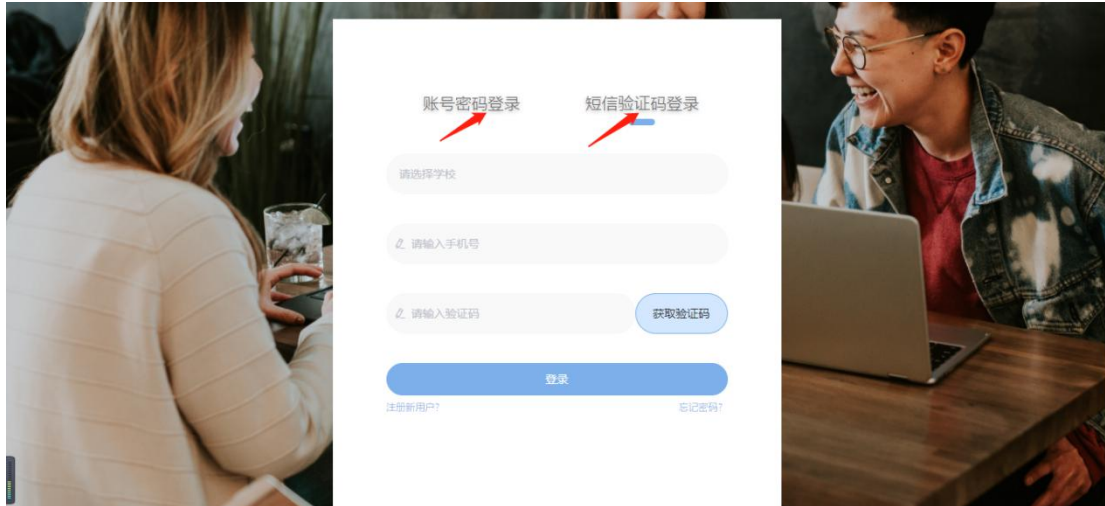 账号密码登录 短信验证码登录
请选择学校
请输入手机号
请输入验证码 获取验证码
登录
注册新用户? 忘记密码?